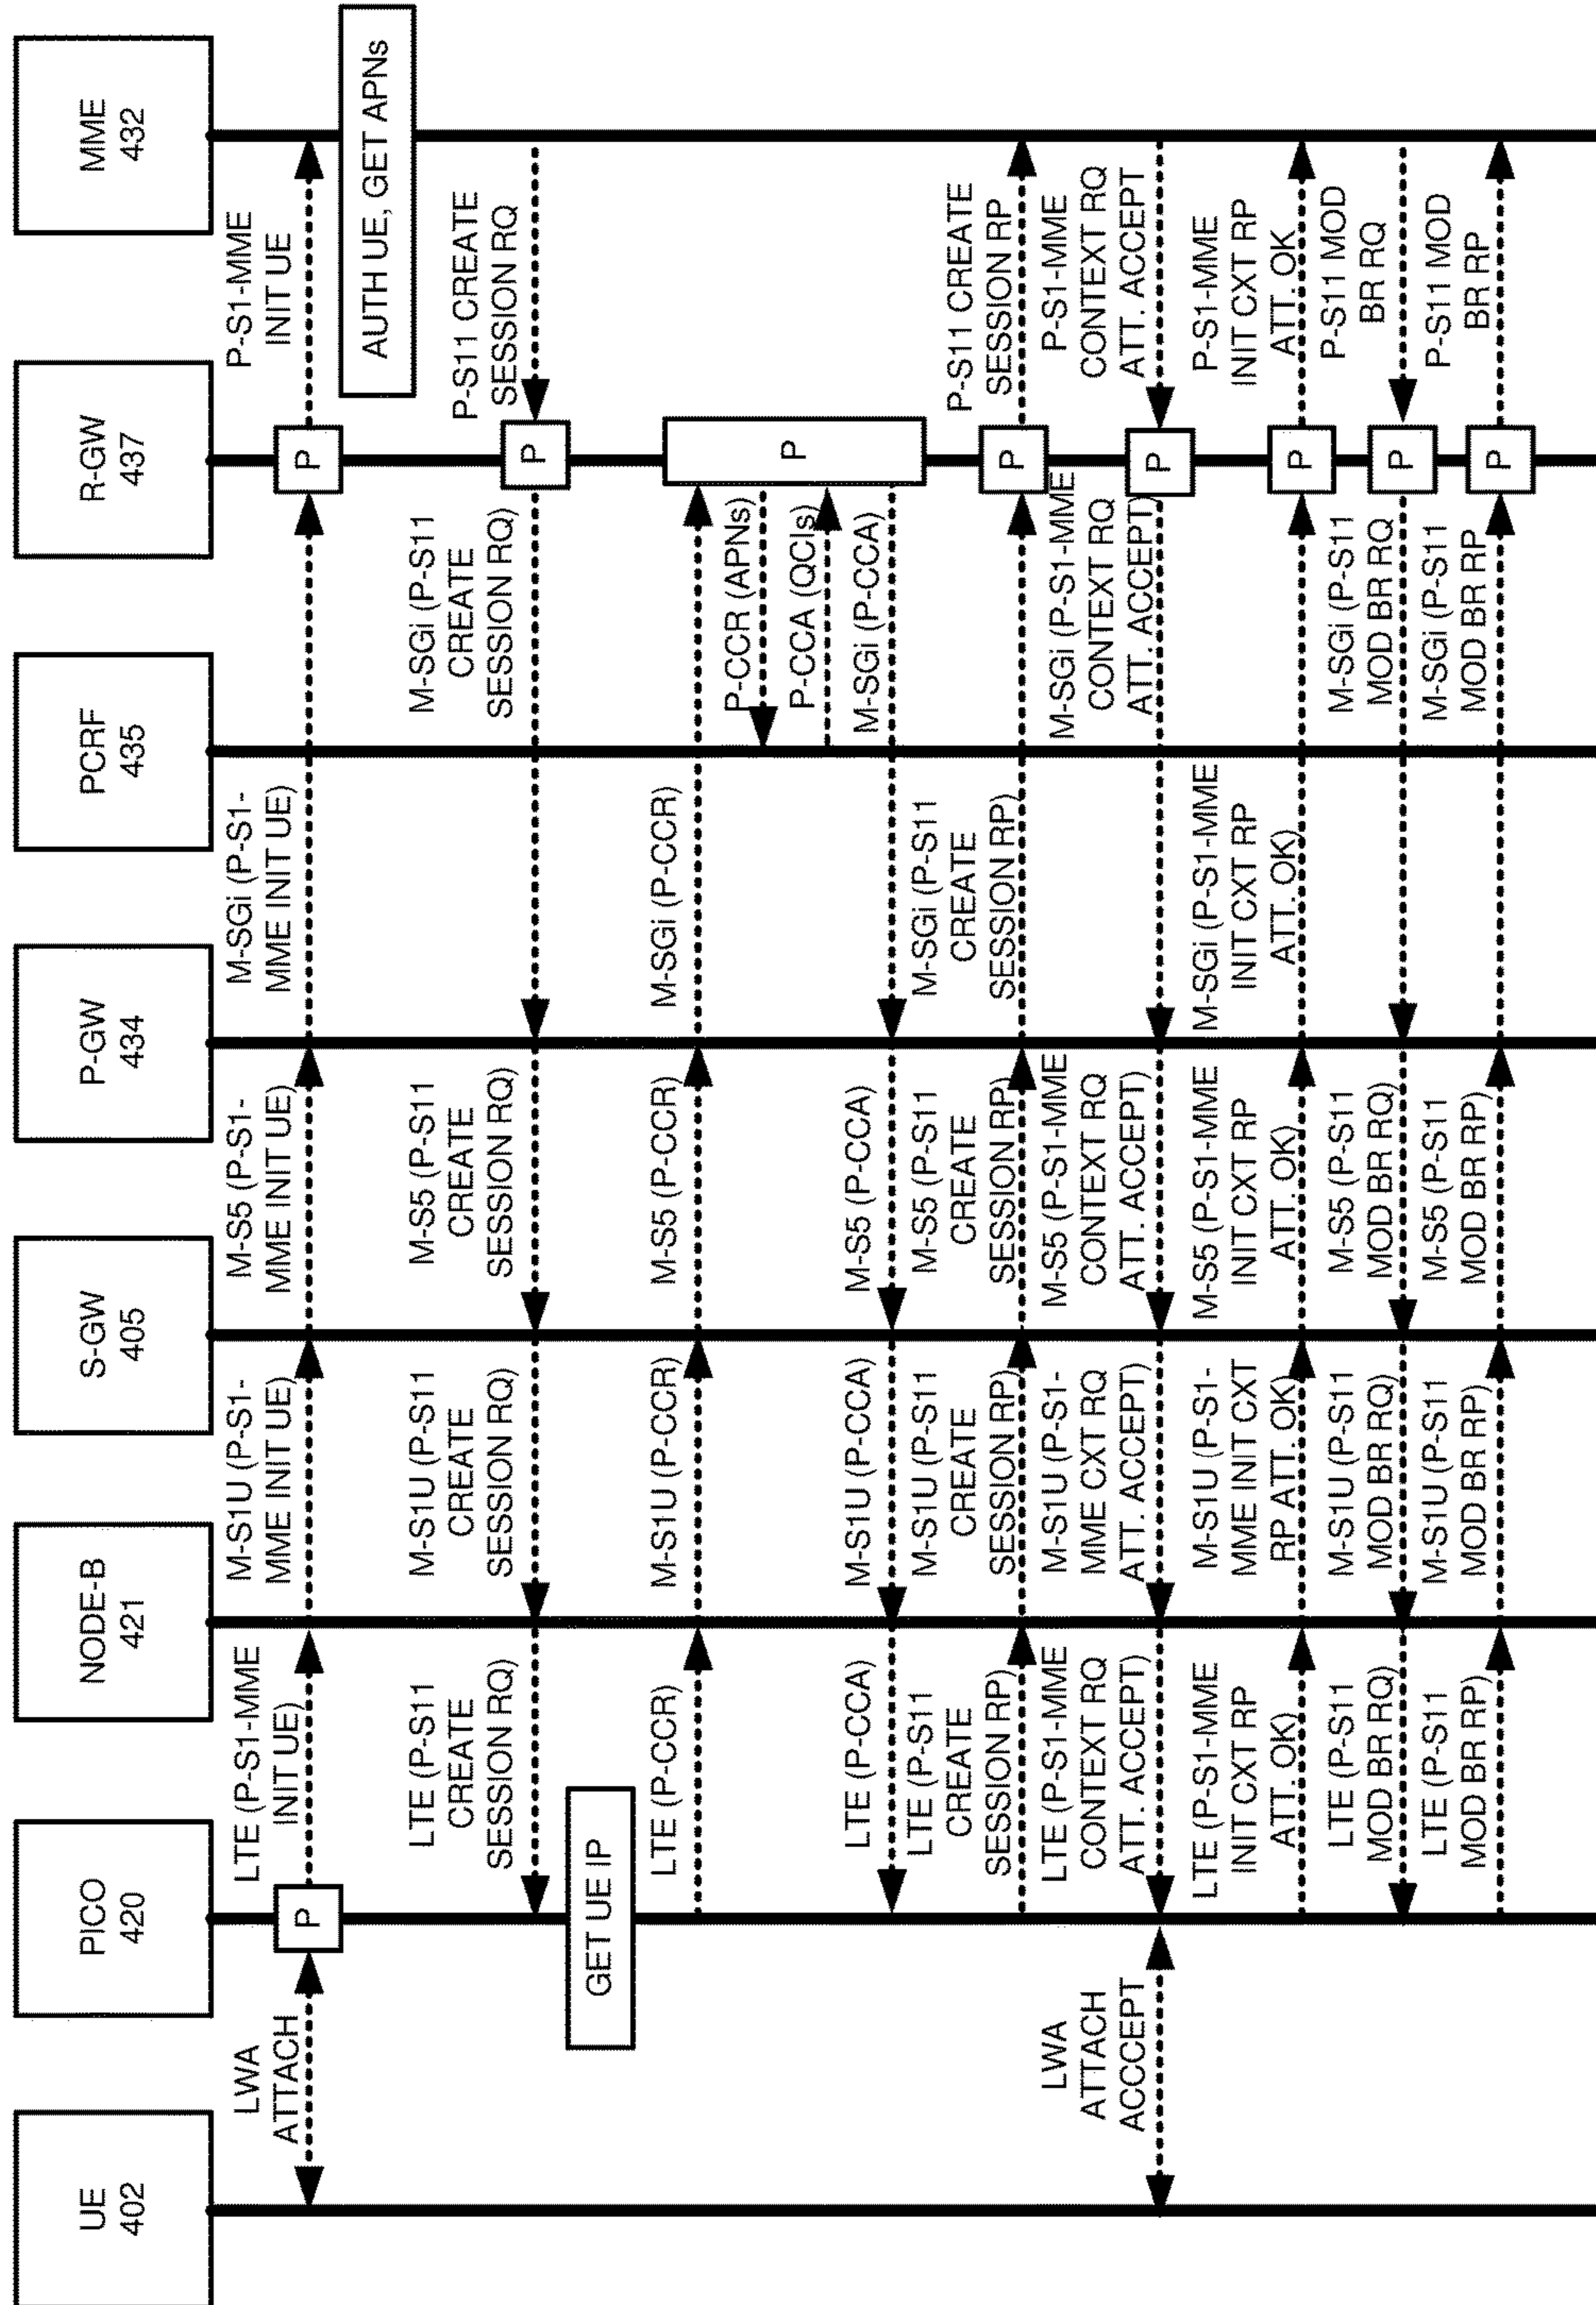 UE
402
PICO
420
NODE-B
421
S-GW
405
P-GW
434
PCRF
435
R-GW
437
MME
432
LWA
ATTACH
P
LTE (P-S1-MME
INIT UE)
M-S1U (P-S1-
MME INIT UE)
M-S5 (P-S1-
MME INIT UE)
M-SGi (P-S1-
MME INIT UE)
P
P-S1-MME
INIT UE
AUTH UE, GET APNs
LTE (P-S11
CREATE
SESSION RQ)
M-S1U (P-S11
CREATE
SESSION RQ)
M-S5 (P-S11
CREATE
SESSION RQ)
M-SGi (P-S11
CREATE
SESSION RQ)
P
P-S11 CREATE
SESSION RQ
GET UE IP
LTE (P-CCR)
M-S1U (P-CCR)
M-S5 (P-CCR)
M-SGi (P-CCR)
P
P-CCR (APNs)
P-CCA (QCIs)
LTE (P-CCA)
M-S1U (P-CCA)
M-S5 (P-CCA)
M-SGi (P-CCA)
LTE (P-S11
CREATE
SESSION RP)
M-S1U (P-S11
CREATE
SESSION RP)
M-S5 (P-S11
CREATE
SESSION RP)
M-SGi (P-S11
CREATE
SESSION RP)
P
P-S11 CREATE
SESSION RP
LWA
ATTACH
ACCCEPT
LTE (P-S1-MME
CONTEXT RQ
ATT. ACCEPT)
M-S1U (P-S1-
MME CXT RQ
ATT. ACCEPT)
M-S5 (P-S1-MME
CONTEXT RQ
ATT. ACCEPT)
M-SGi (P-S1-MME
CONTEXT RQ
ATT. ACCEPT)
P
P-S1-MME
CONTEXT RQ
ATT. ACCEPT
LTE (P-S1-MME
INIT CXT RP
ATT. OK)
M-S1U (P-S1-
MME INIT CXT
RP ATT. OK)
M-S5 (P-S1-MME
INIT CXT RP
ATT. OK)
M-SGi (P-S1-MME
INIT CXT RP
ATT. OK)
P
P-S1-MME
INIT CXT RP
ATT. OK
LTE (P-S11
MOD BR RQ)
M-S1U (P-S11
MOD BR RQ)
M-S5 (P-S11
MOD BR RQ)
M-SGi (P-S11
MOD BR RQ
P
P-S11 MOD
BR RQ
LTE (P-S11
MOD BR RP)
M-S1U (P-S11
MOD BR RP)
M-S5 (P-S11
MOD BR RP)
M-SGi (P-S11
MOD BR RP
P
P-S11 MOD
BR RP